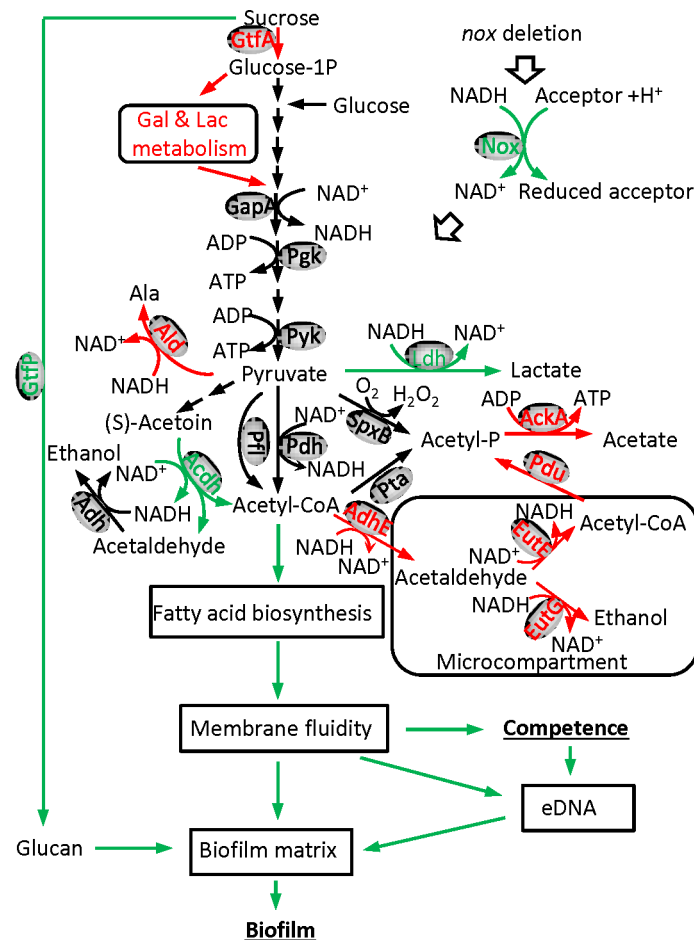 Sucrose
GtfA
Glucose-1P
Glucose
Gal & Lac
metabolism
nox deletion
NADH
Acceptor +H⁺
Nox
NAD⁺
Reduced acceptor
GapA
NAD⁺
NADH
ADP
Pgk
ATP
ADP
Pyk
ATP
Ala
NAD⁺
Ald
NADH
GtfP
Pyruvate
NADH
NAD⁺
Ldh
Lactate
O₂
H₂O₂
SpxB
(S)-Acetoin
Pfl
NAD⁺
Pdh
NADH
Acetyl-P
ADP
ATP
AckA
Acetate
Ethanol
NAD⁺
Acdh
Adh
NADH
Acetaldehyde
Acetyl-CoA
Pta
Pdu
AdhE
NADH
NAD⁺
Acetaldehyde
NADH
Acetyl-CoA
EutE
NAD⁺
NADH
EutG
Ethanol
NAD⁺
Microcompartment
Fatty acid biosynthesis
Membrane fluidity
Competence
eDNA
Glucan
Biofilm matrix
Biofilm